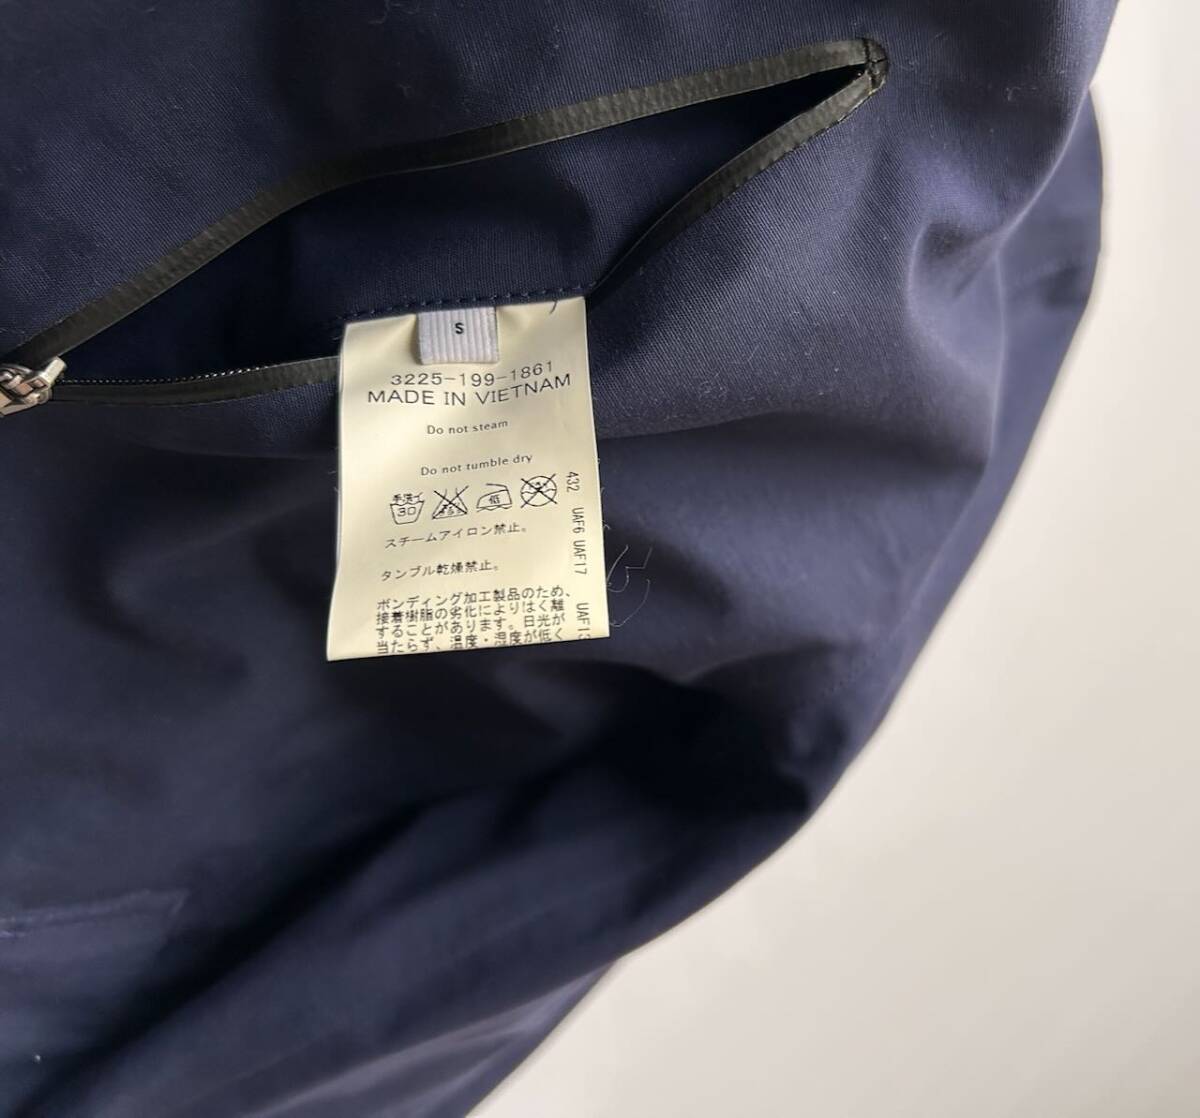 S
3225-199-1861
MADE IN VIETNAM
Do not steam
Do not tumble dry
手洗イ
30
低
432 UAF6 UAF17
スチームアイロン禁止。
タンブル乾燥禁止。
ボンディング加工製品のため、
接着樹脂の劣化によりはく離
することがあります。日光が
当たらず、温度・湿度が低く